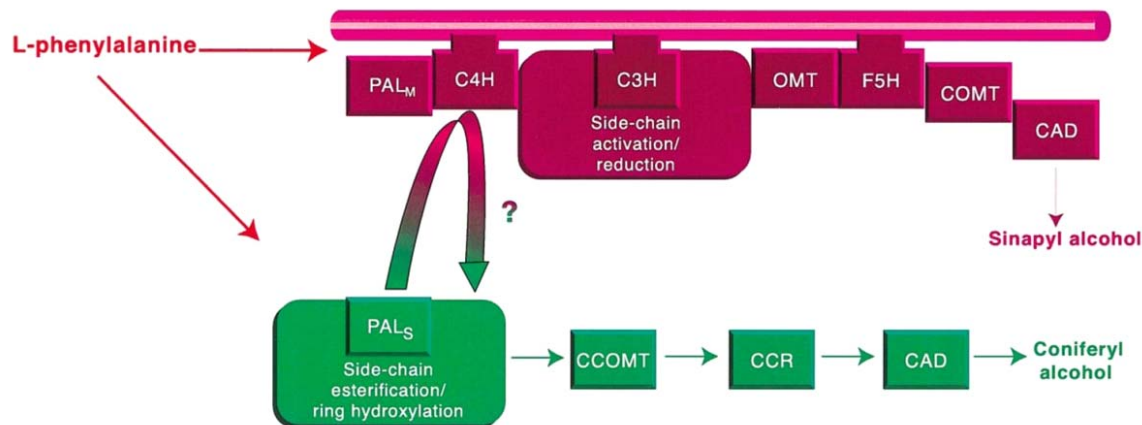 L-phenylalanine
PALM
C4H
C3H
Side-chain
activation/
reduction
OMT
F5H
COMT
CAD
Sinapyl alcohol
?
PALS
Side-chain
esterification/
ring hydroxylation
CCOMT
CCR
CAD
Coniferyl
alcohol